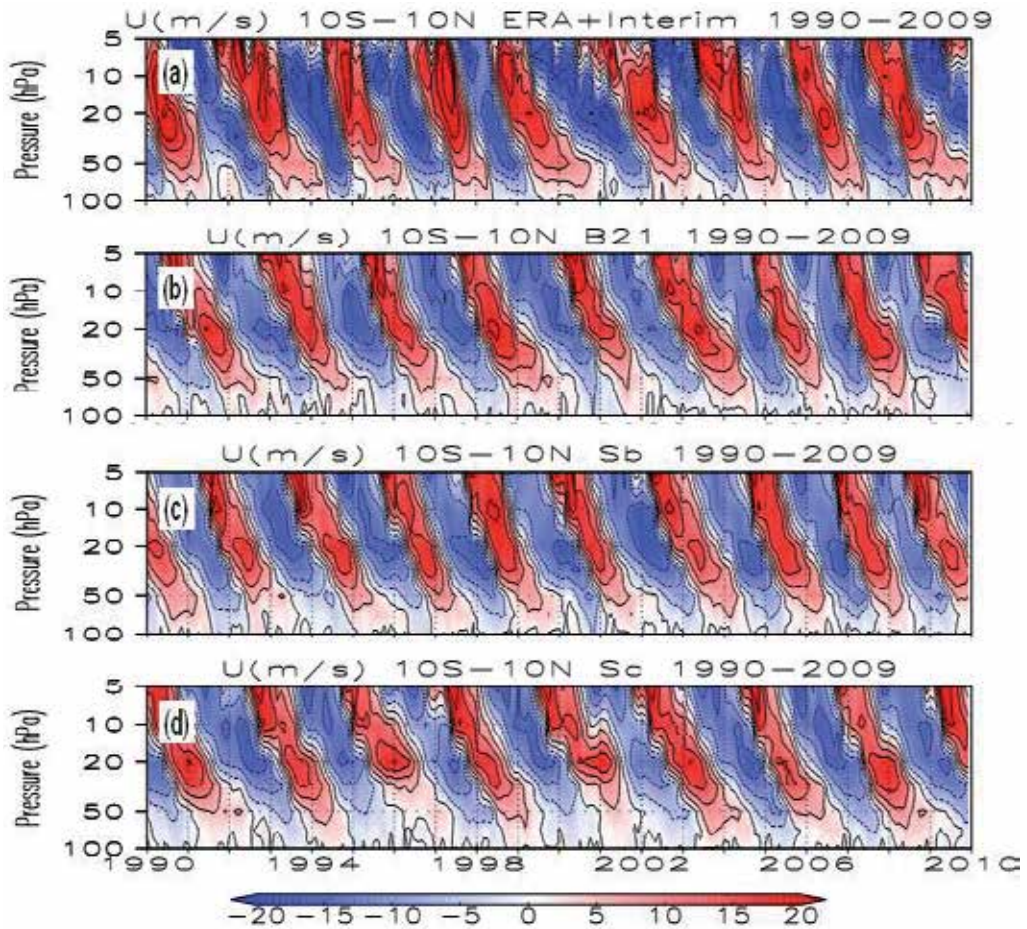 U(m/s) 10S-10N ERA+Interim 1990-2009
Pressure (hPa)
5
10
20
50
100
(a)
U(m/s) 10S-10N B21 1990-2009
Pressure (hPa)
5
10
20
50
100
(b)
U(m/s) 10S-10N Sb 1990-2009
Pressure (hPa)
5
10
20
50
100
(c)
U(m/s) 10S-10N Sc 1990-2009
Pressure (hPa)
5
10
20
50
100
(d)
1990 1994 1998 2002 2006 2010
-20 -15 -10 -5 0 5 10 15 20